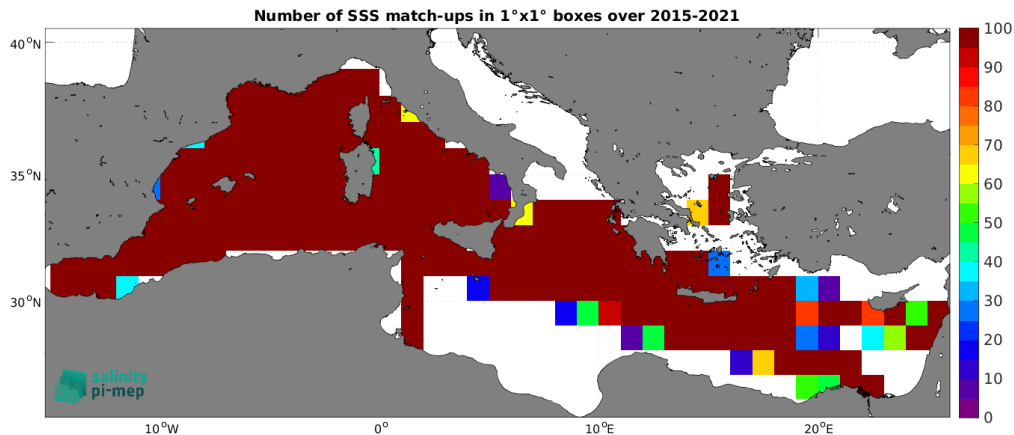 Number of SSS match-ups in 1°x1° boxes over 2015-2021
40°N
35°N
30°N
10°W
0°
10°E
20°E
100
90
80
70
60
50
40
30
20
10
0
salinity
pi-mep